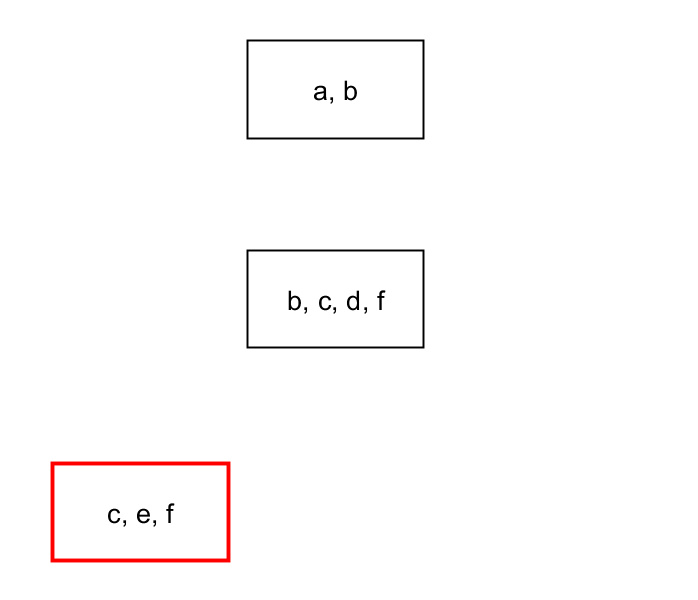 a, b
b, c, d, f
c, e, f